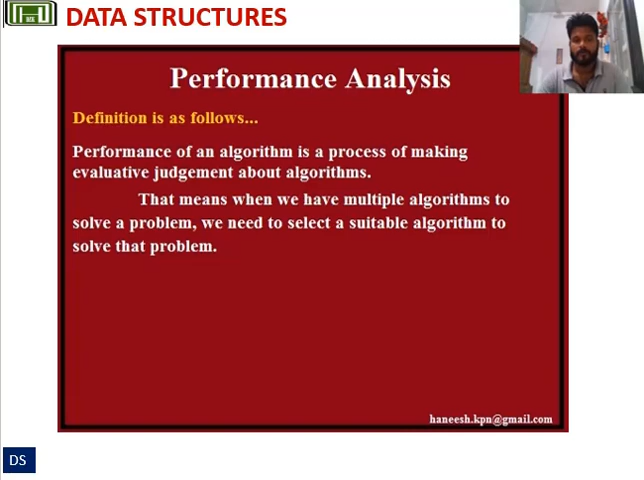 DATA STRUCTURES
Performance Analysis
Definition is as follows...
Performance of an algorithm is a process of making
evaluative judgement about algorithms.
That means when we have multiple algorithms to
solve a problem, we need to select a suitable algorithm to
solve that problem.
haneesh.kpn@gmail.com
DS